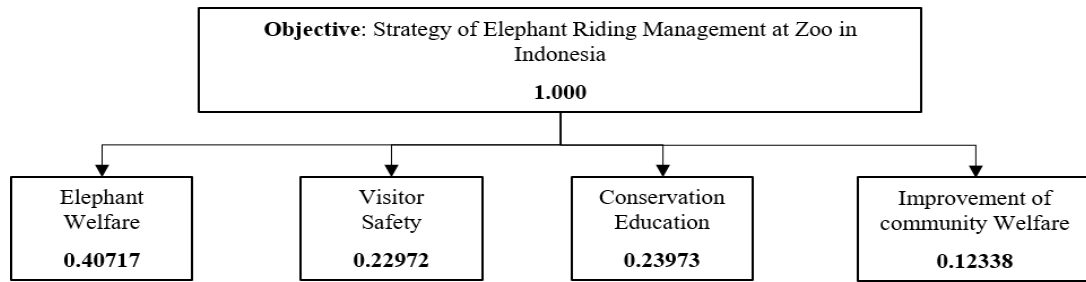 Objective: Strategy of Elephant Riding Management at Zoo in
Indonesia
1.000
Elephant
Welfare
0.40717
Visitor
Safety
0.22972
Conservation
Education
0.23973
Improvement of
community Welfare
0.12338